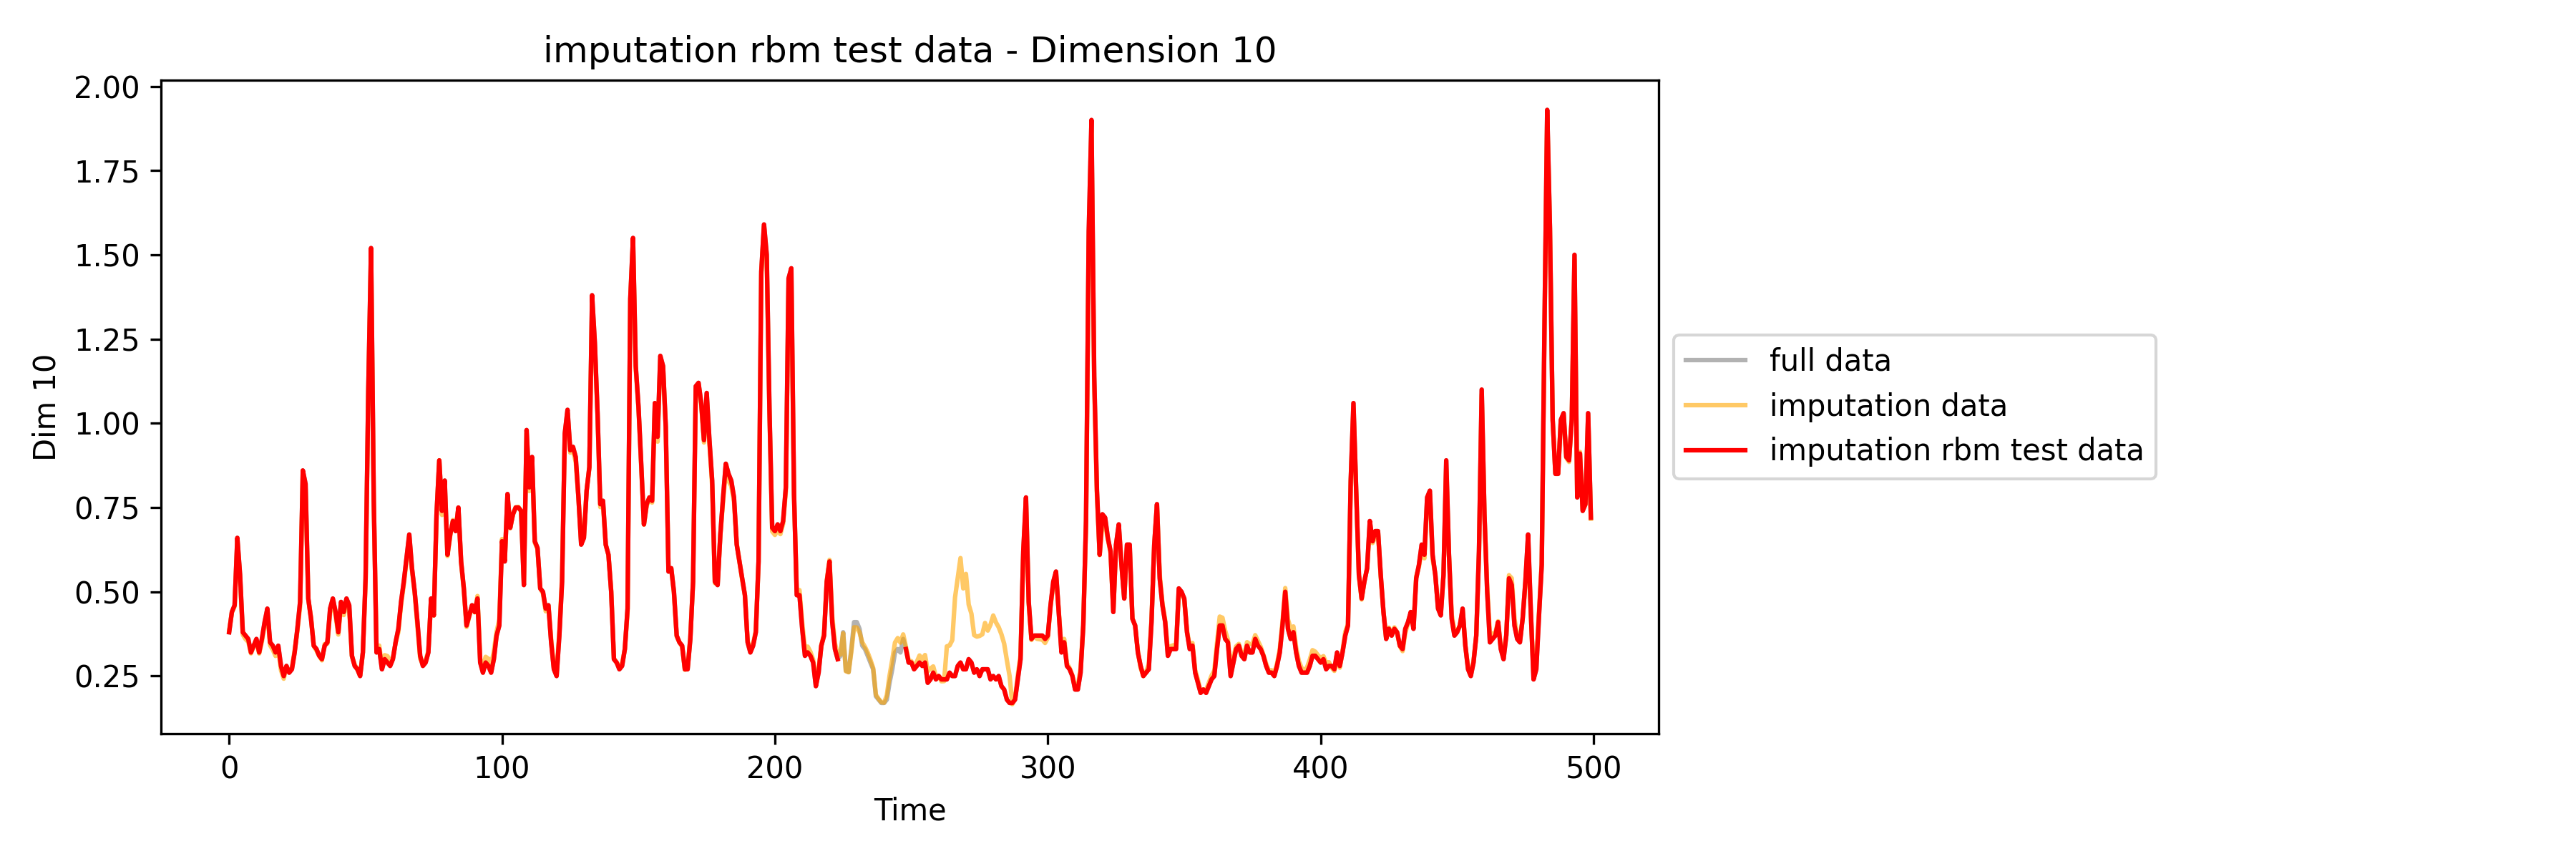 imputation rbm test data - Dimension 10
2.00
1.75
1.50
1.25
1.00
0.75
0.50
0.25
Dim 10
0 100 200 300 400 500
Time
full data
imputation data
imputation rbm test data